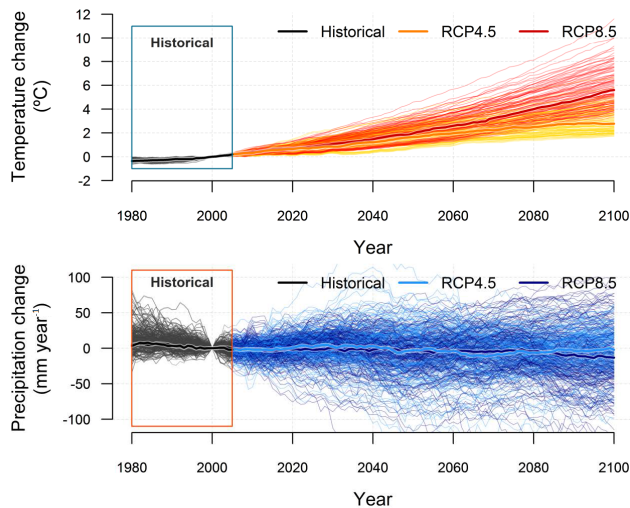 Temperature change
(ºC)
12
10
8
6
4
2
0
-2
Historical
Historical
RCP4.5
RCP8.5
1980
2000
2020
2040
2060
2080
2100
Year
Precipitation change
(mm year-1)
100
50
0
-50
-100
Historical
Historical
RCP4.5
RCP8.5
1980
2000
2020
2040
2060
2080
2100
Year